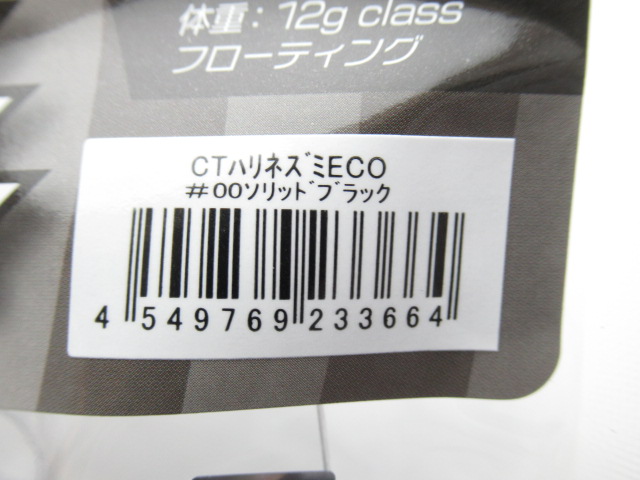 体重：12g class
フローティング
CTハリネズミECO
#00ソリッドブラック
4 549769 233664